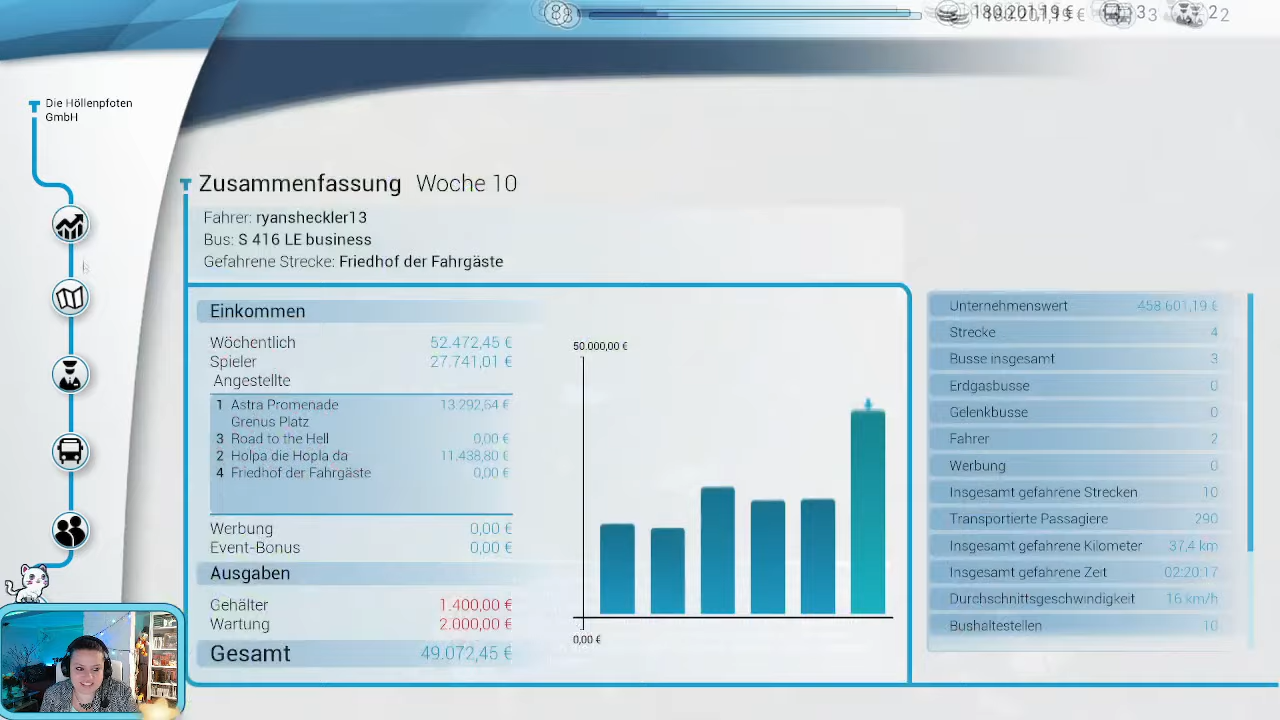 8
180.201,19 €
3
2
Die Höllenpfoten
GmbH
Zusammenfassung Woche 10
Fahrer: ryansheckler13
Bus: S 416 LE business
Gefahrene Strecke: Friedhof der Fahrgäste
Einkommen
Wöchentlich 52.472,45 €
Spieler 27.741,01 €
Angestellte
1 Astra Promenade 13.292,64 €
Grenus Platz
3 Road to the Hell 0,00 €
2 Holpa die Hopla da 11.438,80 €
4 Friedhof der Fahrgäste 0,00 €
Werbung 0,00 €
Event-Bonus 0,00 €
Ausgaben
Gehälter 1.400,00 €
Wartung 2.000,00 €
Gesamt 49.072,45 €
50.000,00 €
0,00 €
Unternehmenswert 458.601,19 €
Strecke 4
Busse insgesamt 3
Erdgasbusse 0
Gelenkbusse 0
Fahrer 2
Werbung 0
Insgesamt gefahrene Strecken 10
Transportierte Passagiere 290
Insgesamt gefahrene Kilometer 37,4 km
Insgesamt gefahrene Zeit 02:20:17
Durchschnittsgeschwindigkeit 16 km/h
Bushaltestellen 10